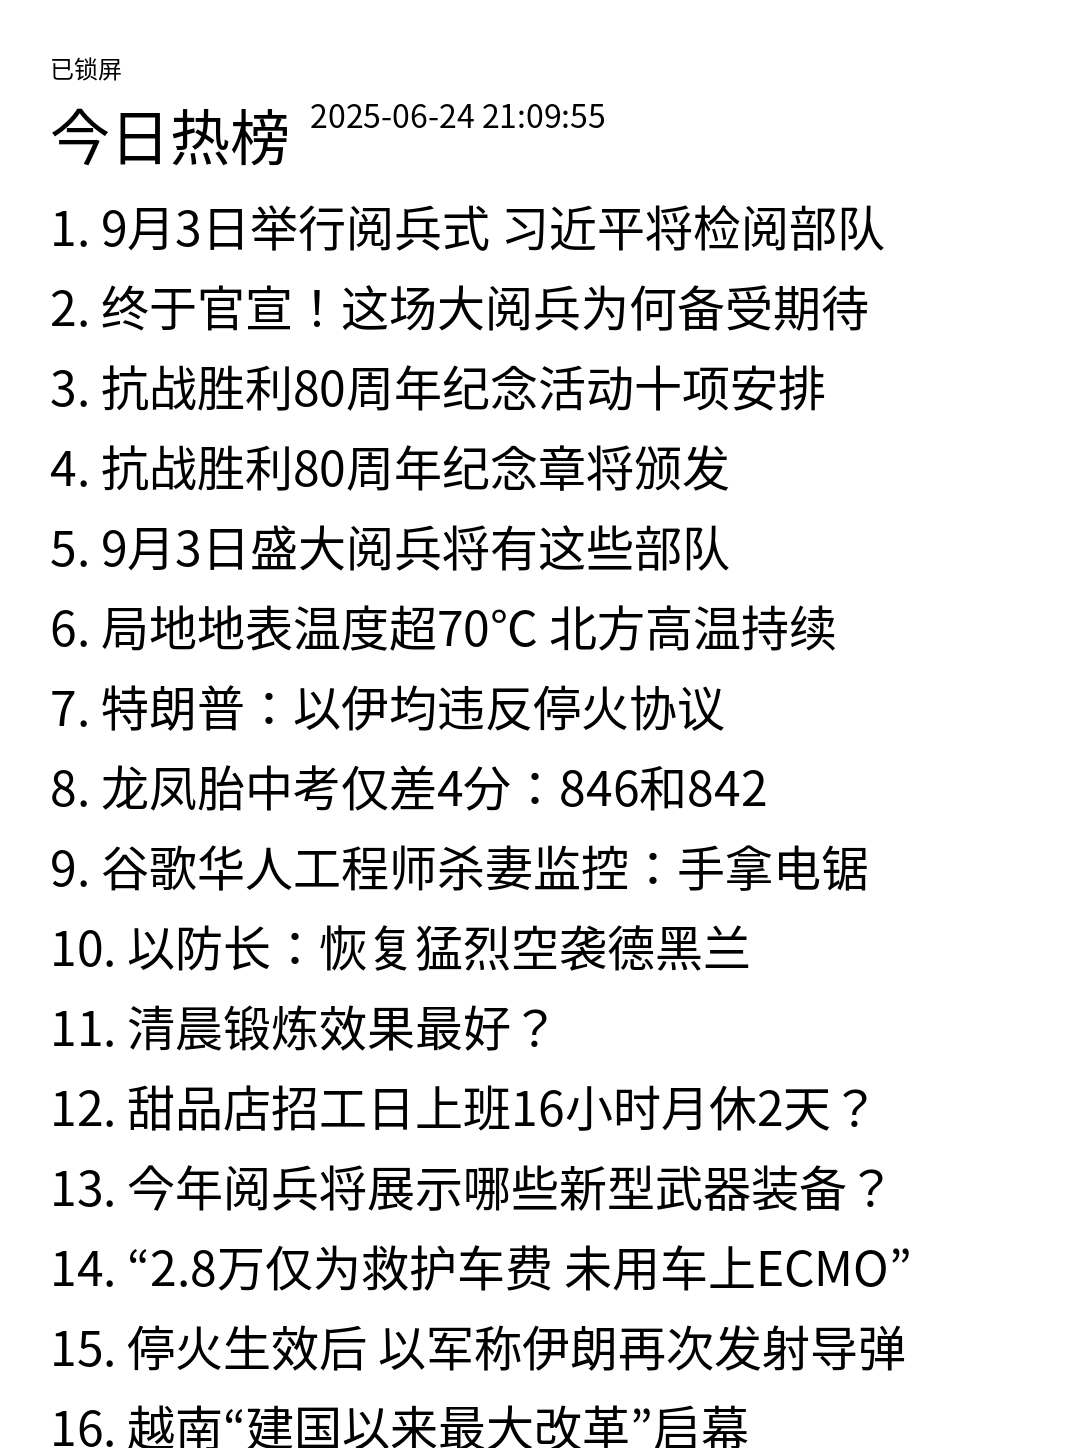 已锁屏
今日热榜 2025-06-24 21:09:55
1. 9月3日举行阅兵式 习近平将检阅部队
2. 终于官宣！这场大阅兵为何备受期待
3. 抗战胜利80周年纪念活动十项安排
4. 抗战胜利80周年纪念章将颁发
5. 9月3日盛大阅兵将有这些部队
6. 局地地表温度超70℃ 北方高温持续
7. 特朗普：以伊均违反停火协议
8. 龙凤胎中考仅差4分：846和842
9. 谷歌华人工程师杀妻监控：手拿电锯
10. 以防长：恢复猛烈空袭德黑兰
11. 清晨锻炼效果最好？
12. 甜品店招工日上班16小时月休2天？
13. 今年阅兵将展示哪些新型武器装备？
14. “2.8万仅为救护车费 未用车上ECMO”
15. 停火生效后 以军称伊朗再次发射导弹
16. 越南“建国以来最大改革”启幕